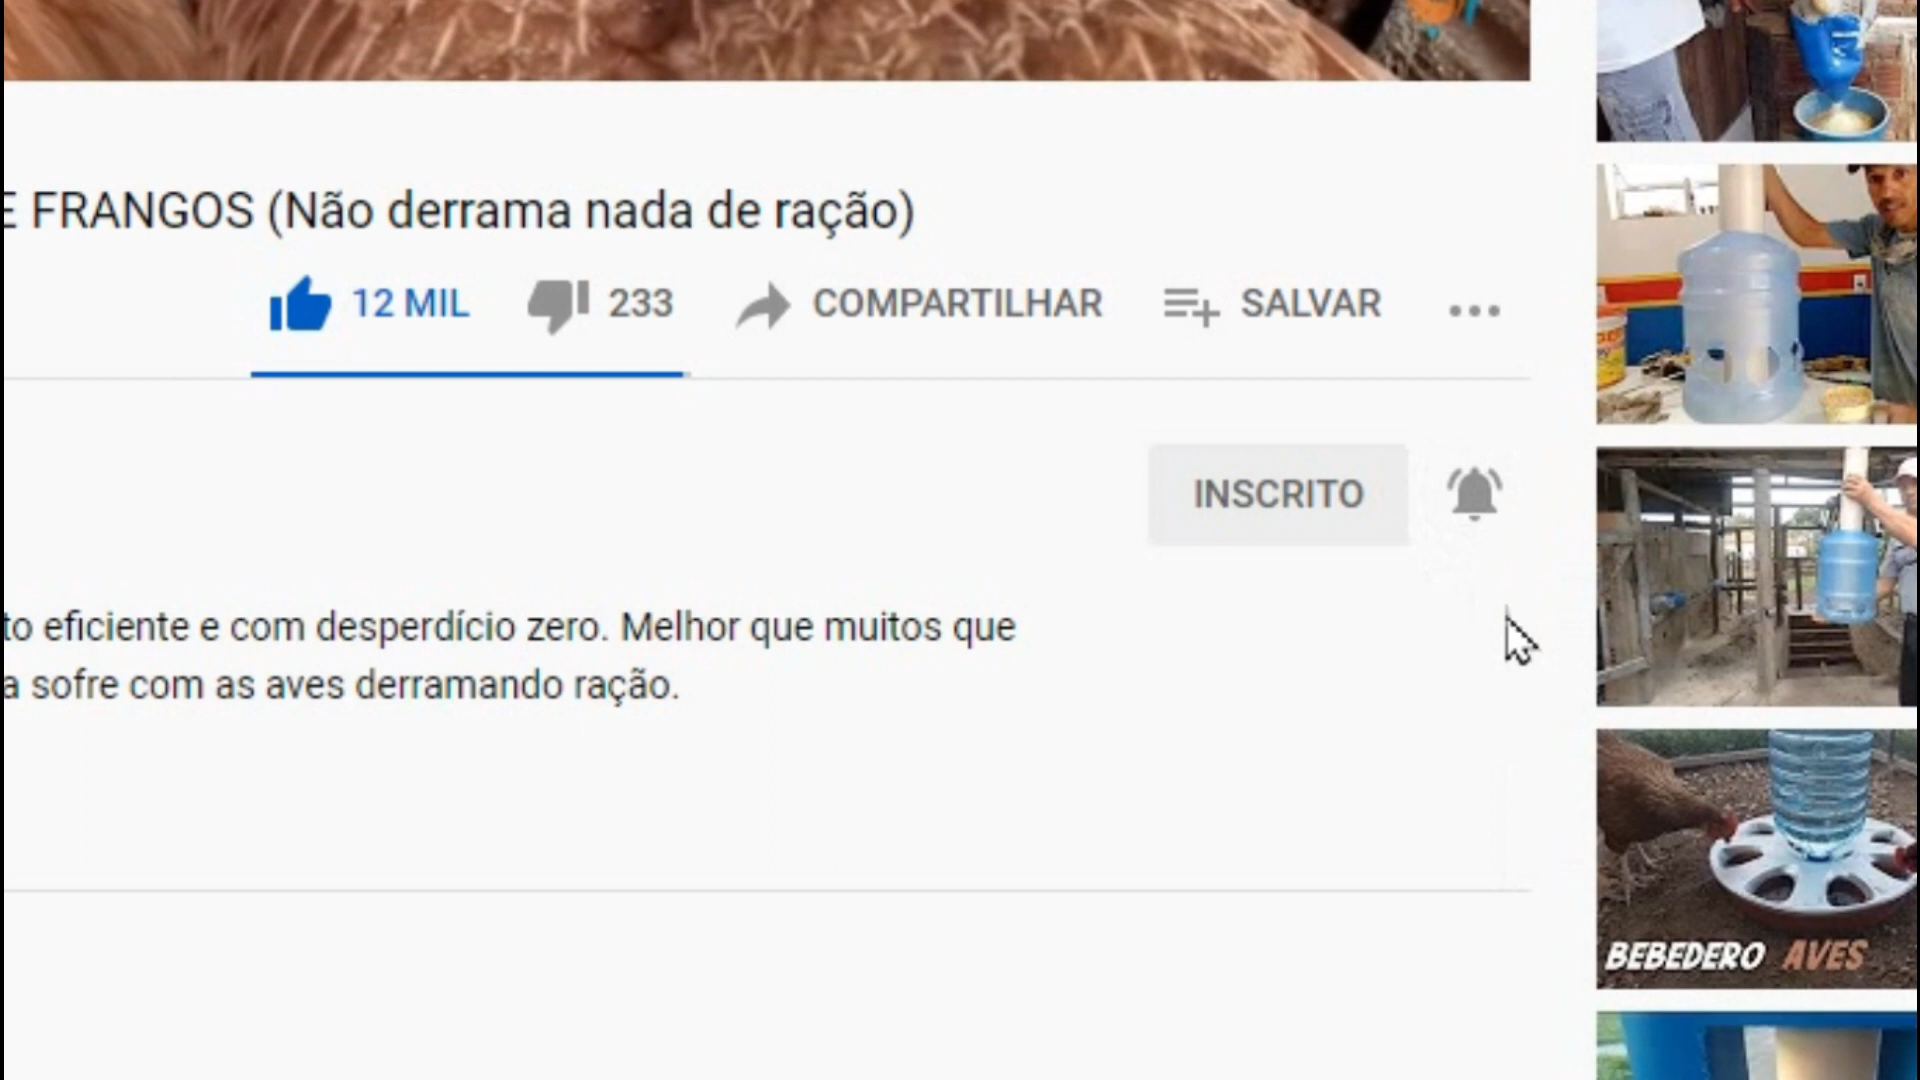 E FRANGOS (Não derrama nada de ração)
12 MIL 233 COMPARTILHAR SALVAR
INSCRITO
to eficiente e com desperdício zero. Melhor que muitos que
a sofre com as aves derramando ração.
BEBEDERO AVES